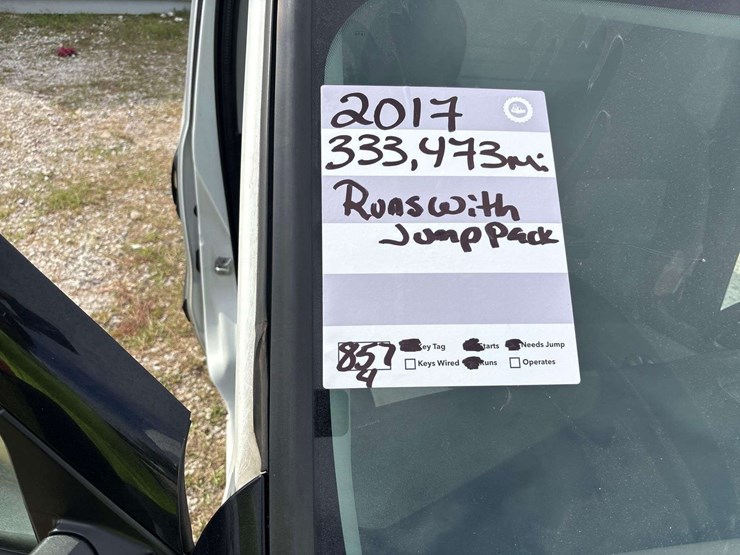 2017
333,473mi
Runs with
Jump Pack
857 Key Tag Starts Needs Jump
4 Keys Wired Runs Operates